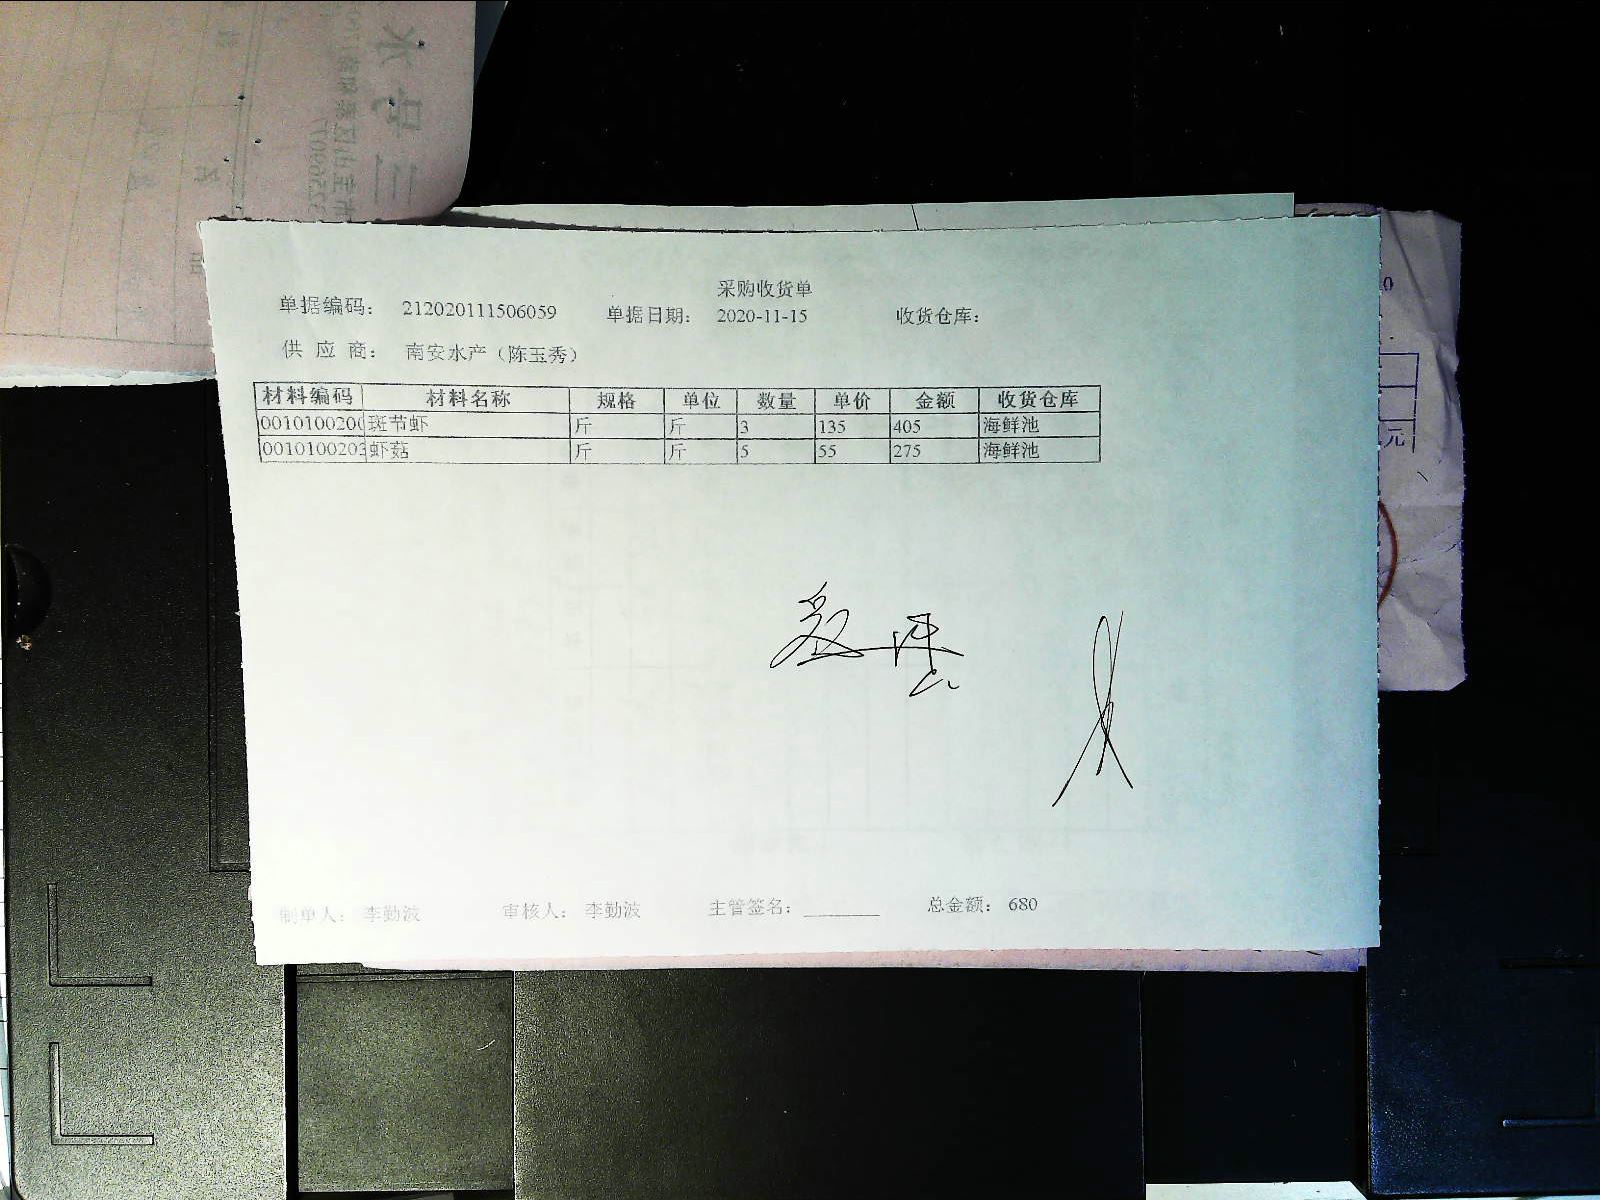 采购收货单
单据编码： 212020111506059 单据日期： 2020-11-15 收货仓库：
供 应 商： 南安水产（陈玉秀）
材料编码 材料名称 规格 单位 数量 单价 金额 收货仓库
0010100200 斑节虾 斤 斤 3 135 405 海鲜池
0010100203 虾菇 斤 斤 5 55 275 海鲜池
制单人： 李勤波 审核人： 李勤波 主管签名： 总金额： 680
元